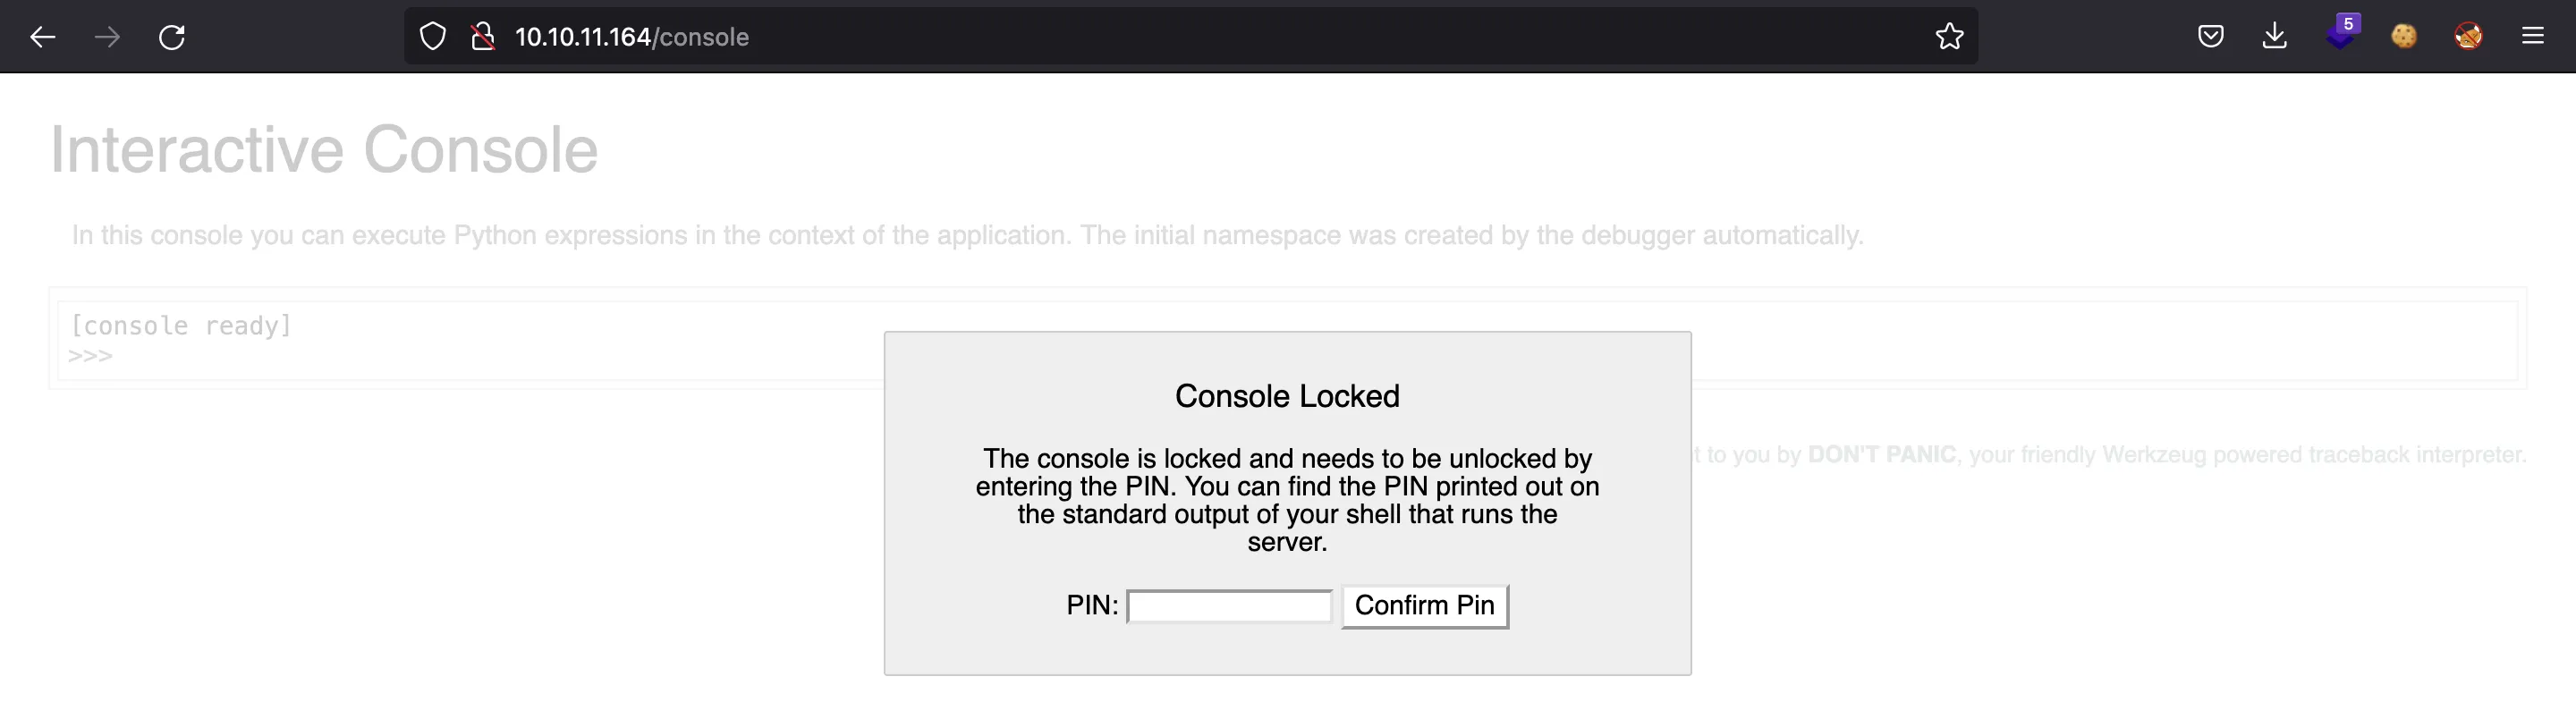 10.10.11.164/console
5
Interactive Console
In this console you can execute Python expressions in the context of the application. The initial namespace was created by the debugger automatically.
[console ready]
>>>
Console Locked
The console is locked and needs to be unlocked by
entering the PIN. You can find the PIN printed out on
the standard output of your shell that runs the
server.
t to you by DON'T PANIC, your friendly Werkzeug powered traceback interpreter.
PIN:
Confirm Pin